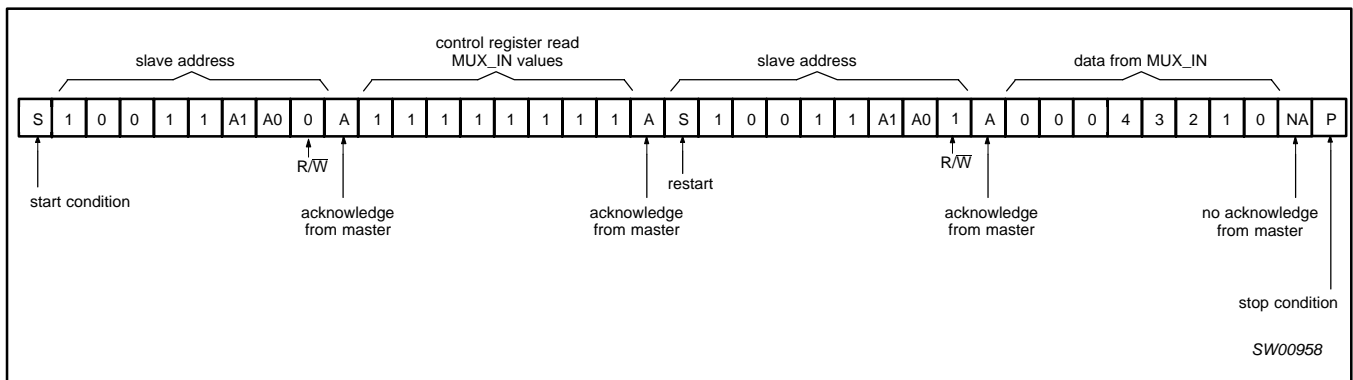 control register read
MUX_IN values
slave address
slave address
data from MUX_IN
S 1 0 0 1 1 A1 A0 0 A 1 1 1 1 1 1 1 1 A S 1 0 0 1 1 A1 A0 1 A 0 0 0 4 3 2 1 0 NA P
R/W̅
R/W̅
restart
start condition
acknowledge
from master
acknowledge
from master
acknowledge
from master
no acknowledge
from master
stop condition
SW00958